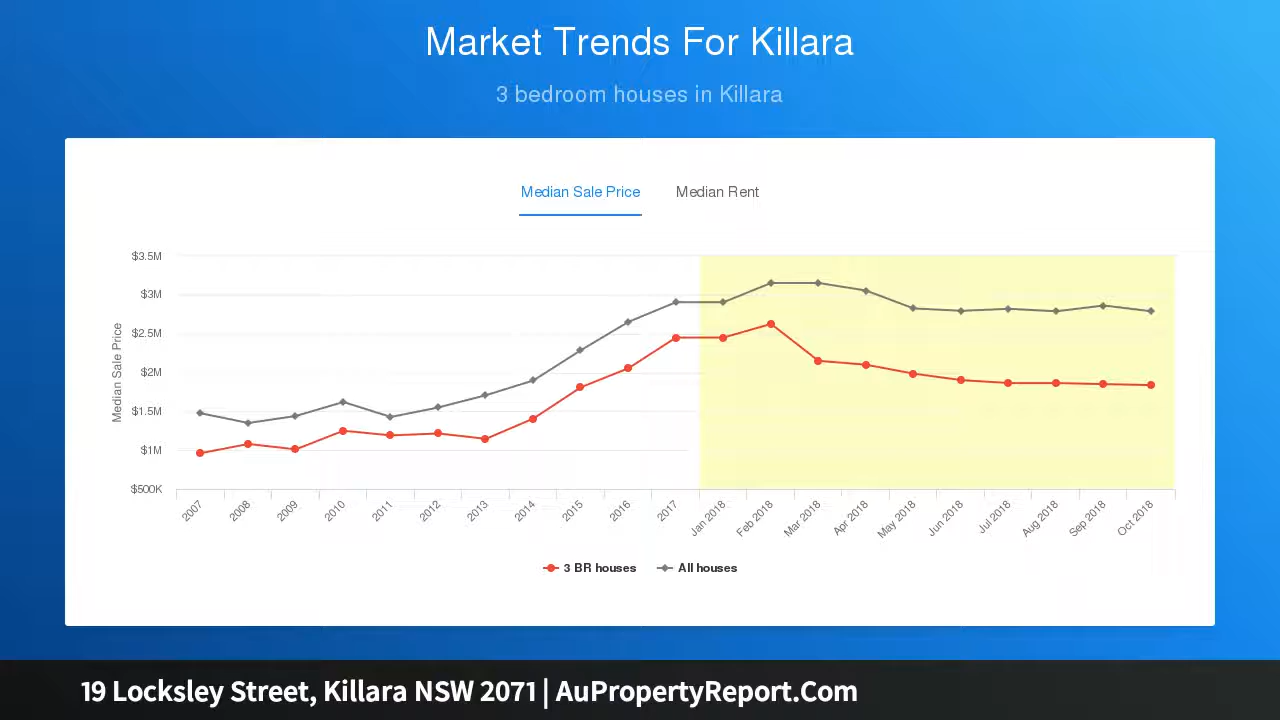 Market Trends For Killara
3 bedroom houses in Killara
Median Sale Price Median Rent
Median Sale Price
$3.5M
$3M
$2.5M
$2M
$1.5M
$1M
$500K
2007 2008 2009 2010 2011 2012 2013 2014 2015 2016 2017 Jan 2018 Feb 2018 Mar 2018 Apr 2018 May 2018 Jun 2018 Jul 2018 Aug 2018 Sep 2018 Oct 2018
3 BR houses All houses
19 Locksley Street, Killara NSW 2071 | AuPropertyReport.Com